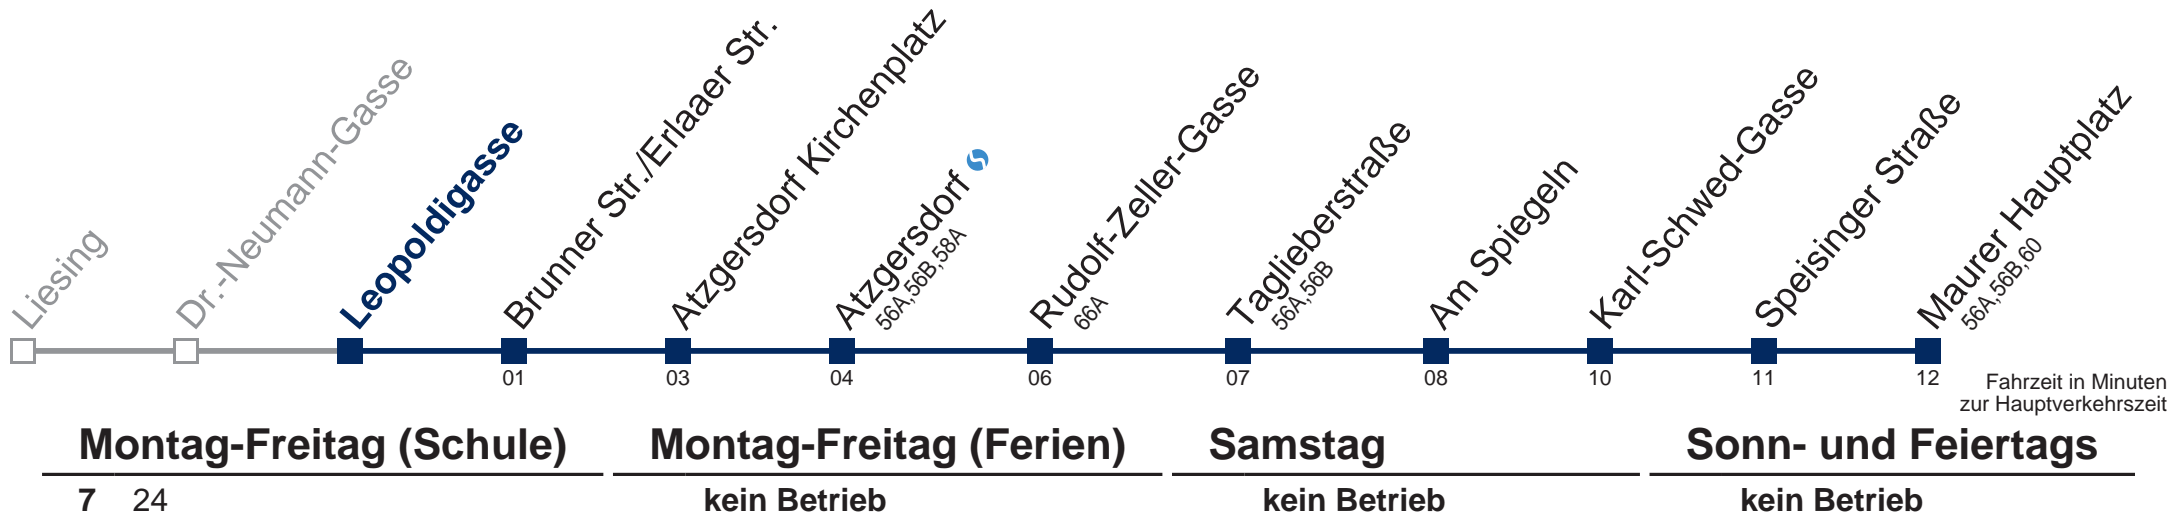 Liesing
Dr.-Neumann-Gasse
Leopoldigasse
Brunner Str./Erlaaer Str.
Atzgersdorf Kirchenplatz
Atzgersdorf
56A,56B,58A
Rudolf-Zeller-Gasse
66A
Taglieberstraße
56A,56B
Am Spiegeln
Karl-Schwed-Gasse
Speisinger Straße
Maurer Hauptplatz
56A,56B,60
01 03 04 06 07 08 10 11 12
Fahrzeit in Minuten
zur Hauptverkehrszeit
Montag-Freitag (Schule) Montag-Freitag (Ferien) Samstag Sonn- und Feiertags
7 24 kein Betrieb kein Betrieb kein Betrieb